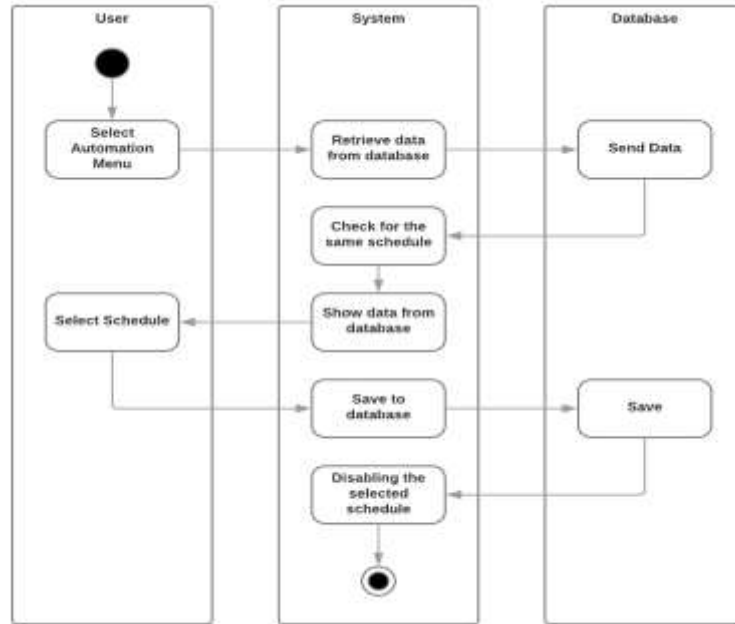 User
System
Database
Select
Automation
Menu
Retrieve data
from database
Send Data
Check for the
same schedule
Select Schedule
Show data from
database
Save to
database
Save
Disabling the
selected
schedule